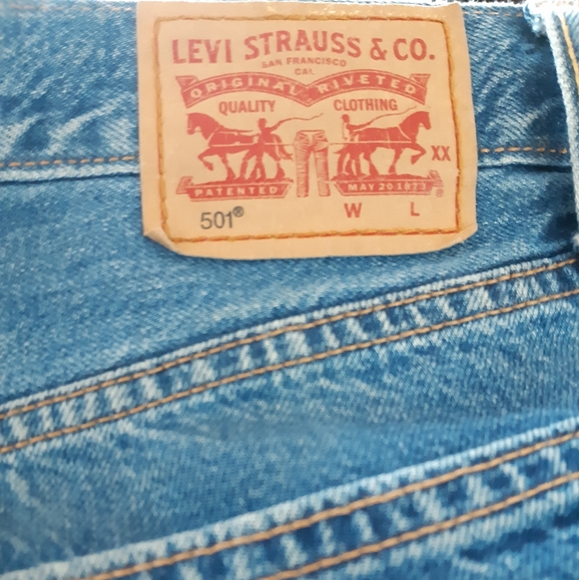 LEVI STRAUSS & CO.
SAN FRANCISCO
CAL.
ORIGINAL RIVETED
QUALITY CLOTHING
XX
PATENTED MAY 20 1873 ®
501® W L